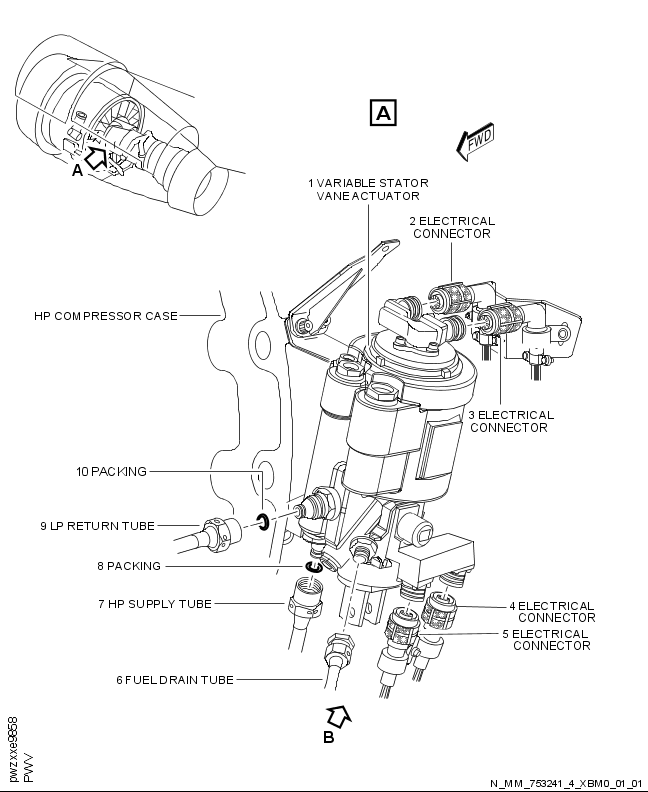 A
FWD
A
1 VARIABLE STATOR
VANE ACTUATOR
2 ELECTRICAL
CONNECTOR
HP COMPRESSOR CASE
3 ELECTRICAL
CONNECTOR
10 PACKING
9 LP RETURN TUBE
8 PACKING
7 HP SUPPLY TUBE
4 ELECTRICAL
CONNECTOR
5 ELECTRICAL
CONNECTOR
6 FUEL DRAIN TUBE
B
pwzxxe9858
PWV
N_MM_753241_4_XBM0_01_01